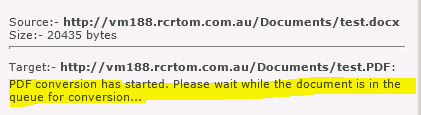 Source:- http://vm188.rcrtom.com.au/Documents/test.docx
Size:- 20435 bytes
Target:- http://vm188.rcrtom.com.au/Documents/test.PDF:
PDF conversion has started. Please wait while the document is in the
queue for conversion...